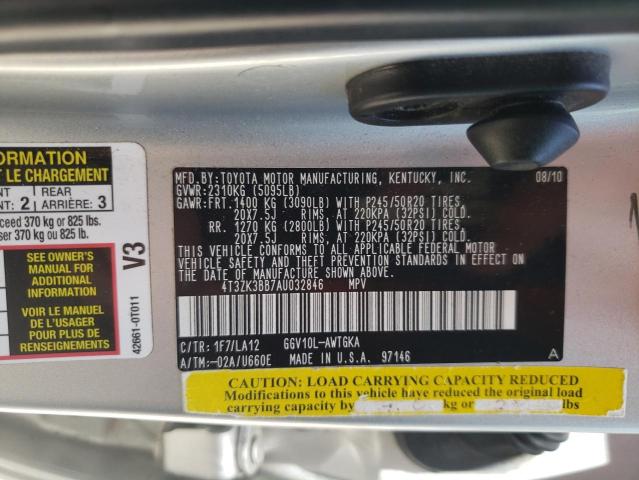 ORMATION
T LE CHARGEMENT
NT 2 REAR
ARRIÈRE 3
ceed 370 kg or 825 lbs.
ser 370 kg ou 825 lb.
SEE OWNER'S
MANUAL FOR
ADDITIONAL
INFORMATION
VOIR LE MANUEL
DE L'USAGER
POUR PLUS DE
RENSEIGNEMENTS
V3
42661-0T011
MFD.BY:TOYOTA MOTOR MANUFACTURING, KENTUCKY, INC. 08/10
GVWR:2310KG (5095LB)
GAWR:FRT.1400 KG (3090LB) WITH P245/50R20 TIRES,
20X7.5J RIMS, AT 220KPA (32PSI) COLD.
RR. 1270 KG (2800LB) WITH P245/50R20 TIRES,
20X7.5J RIMS, AT 220KPA (32PSI) COLD.
THIS VEHICLE CONFORMS TO ALL APPLICABLE FEDERAL MOTOR
VEHICLE SAFETY AND THEFT PREVENTION STANDARDS IN EFFECT
ON THE DATE OF MANUFACTURE SHOWN ABOVE.
4T3ZK3BB7AU032846 MPV
C/TR: 1F7/LA12 GGV10L-AWTGKA
A/TM:-02A/U660E MADE IN U.S.A. 97146 A
CAUTION: LOAD CARRYING CAPACITY REDUCED
Modifications to this vehicle have reduced the original load
carrying capacity by kg or lbs